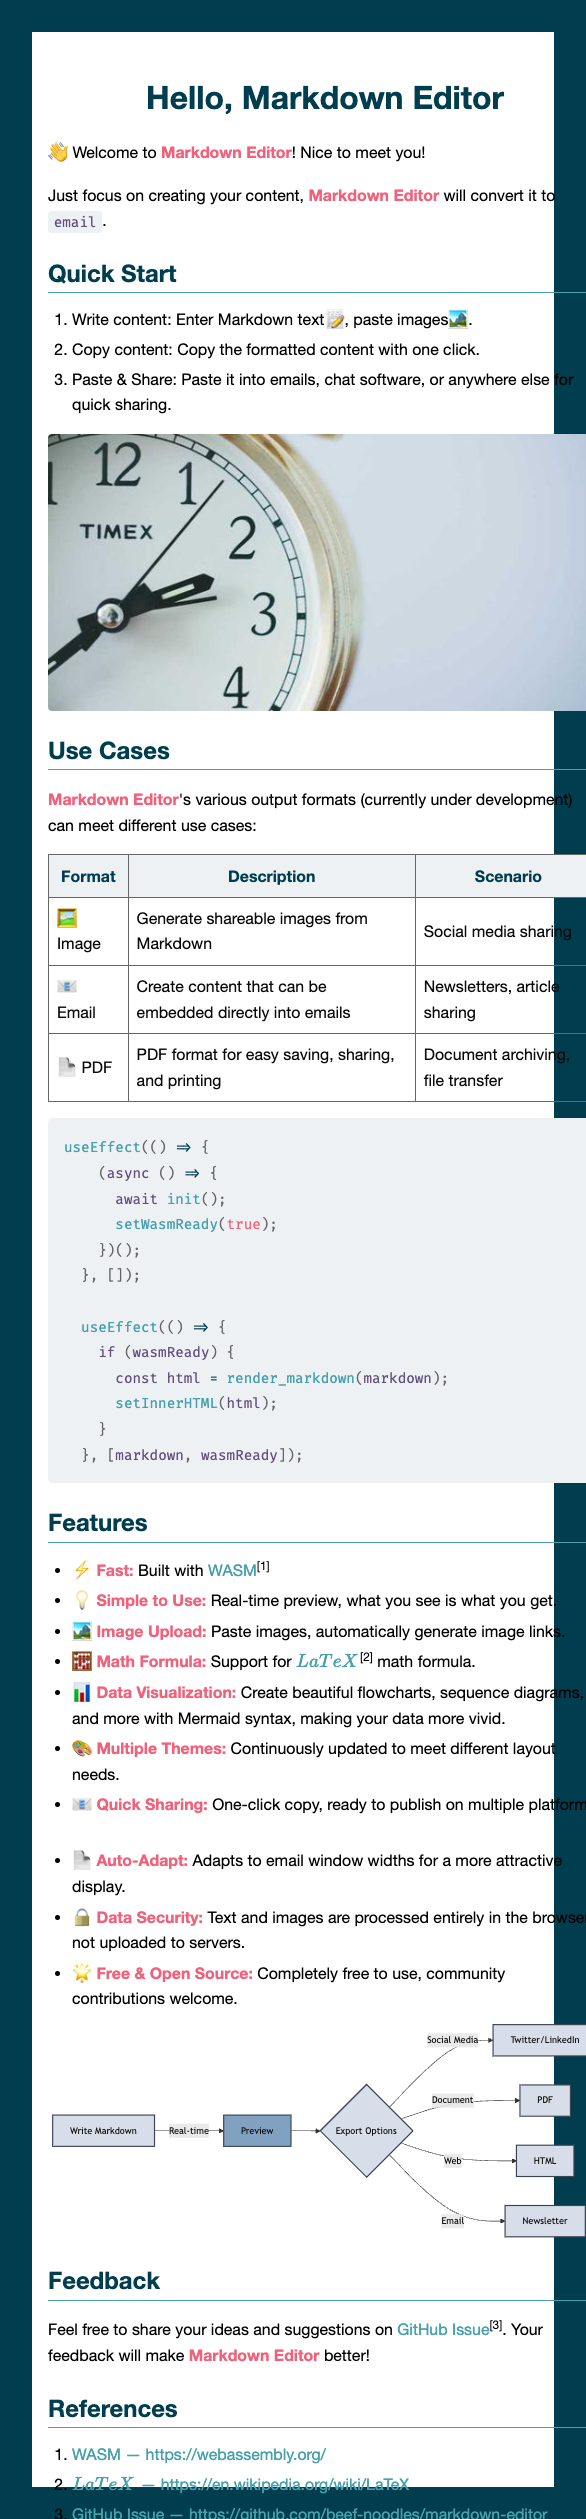 Hello, Markdown Editor
👋 Welcome to Markdown Editor! Nice to meet you!
Just focus on creating your content, Markdown Editor will convert it to
email .
Quick Start
1. Write content: Enter Markdown text📝, paste images🏞️.
2. Copy content: Copy the formatted content with one click.
3. Paste & Share: Paste it into emails, chat software, or anywhere else for
quick sharing.
12 1
TIMEX
2
3
4
Use Cases
Markdown Editor's various output formats (currently under development)
can meet different use cases:
Format Description Scenario
🖼️ Image Generate shareable images from Markdown Social media sharing
📧 Email Create content that can be embedded directly into emails Newsletters, article sharing
📄 PDF PDF format for easy saving, sharing, and printing Document archiving, file transfer
useEffect(() => {
    (async () => {
      await init();
      setWasmReady(true);
    })();
  }, []);
  useEffect(() => {
    if (wasmReady) {
      const html = render_markdown(markdown);
      setInnerHTML(html);
    }
  }, [markdown, wasmReady]);
Features
• ⚡ Fast: Built with WASM[1]
• 💡 Simple to Use: Real-time preview, what you see is what you get.
• 🏞️ Image Upload: Paste images, automatically generate image links.
• 🧮 Math Formula: Support for LaTeX[2] math formula.
• 📊 Data Visualization: Create beautiful flowcharts, sequence diagrams,
and more with Mermaid syntax, making your data more vivid.
• 🎨 Multiple Themes: Continuously updated to meet different layout
needs.
• 📧 Quick Sharing: One-click copy, ready to publish on multiple platform
• 📄 Auto-Adapt: Adapts to email window widths for a more attractive
display.
• 🔒 Data Security: Text and images are processed entirely in the browse
not uploaded to servers.
• 🌟 Free & Open Source: Completely free to use, community
contributions welcome.
Social Media Twitter/LinkedIn
Document PDF
Write Markdown Real-time Preview Export Options
Web HTML
Email Newsletter
Feedback
Feel free to share your ideas and suggestions on GitHub Issue[3]. Your
feedback will make Markdown Editor better!
References
1. WASM — https://webassembly.org/
2. LaTeX — https://en.wikipedia.org/wiki/LaTeX
3. GitHub Issue — https://github.com/beef-noodles/markdown-editor